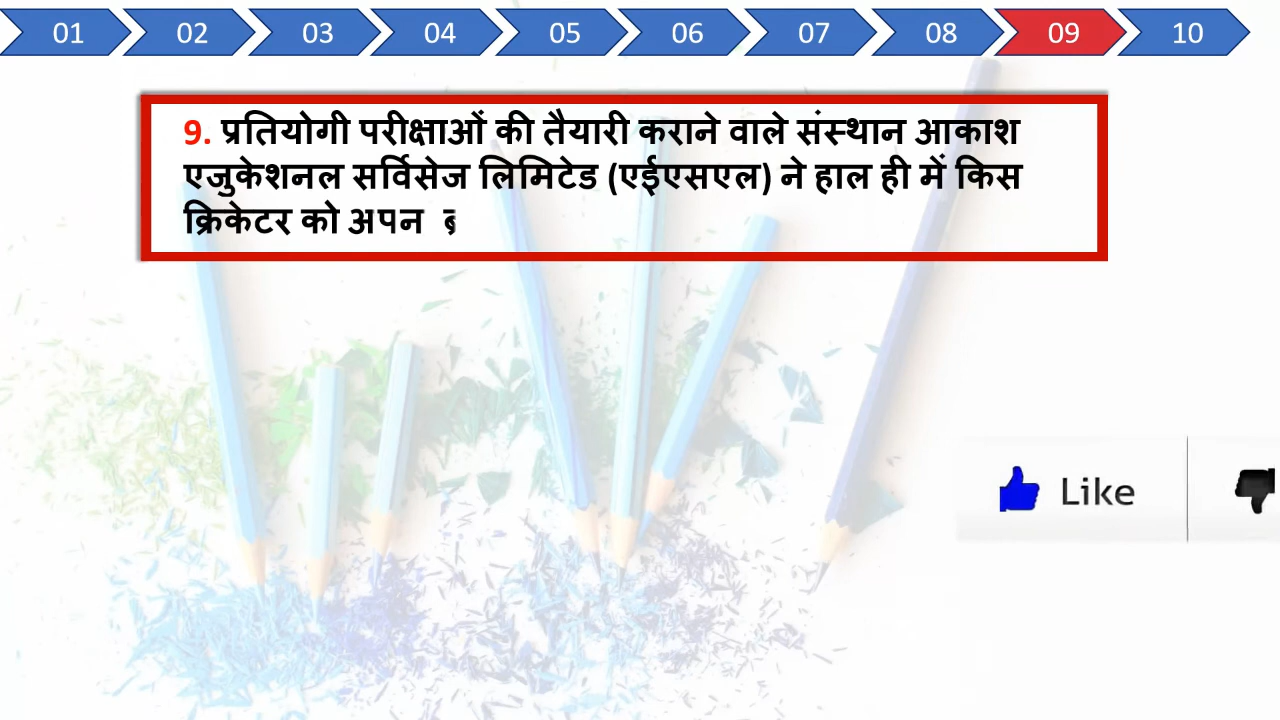 01 02 03 04 05 06 07 08 09 10
9. प्रतियोगी परीक्षाओं की तैयारी कराने वाले संस्थान आकाश
एजुकेशनल सर्विसेज लिमिटेड (एईएसएल) ने हाल ही में किस
क्रिकेटर को अपन
Like